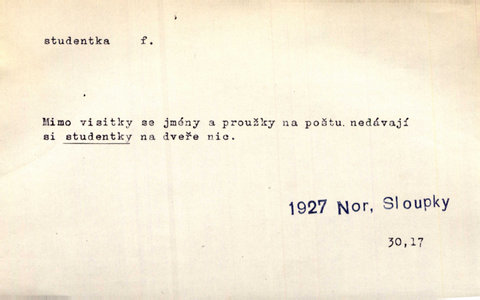 studentka f.
Mimo visitky se jmény a proužky na poštu nedávají
si studentky na dveře nic.
1927 Nor, Sloupky
30,17